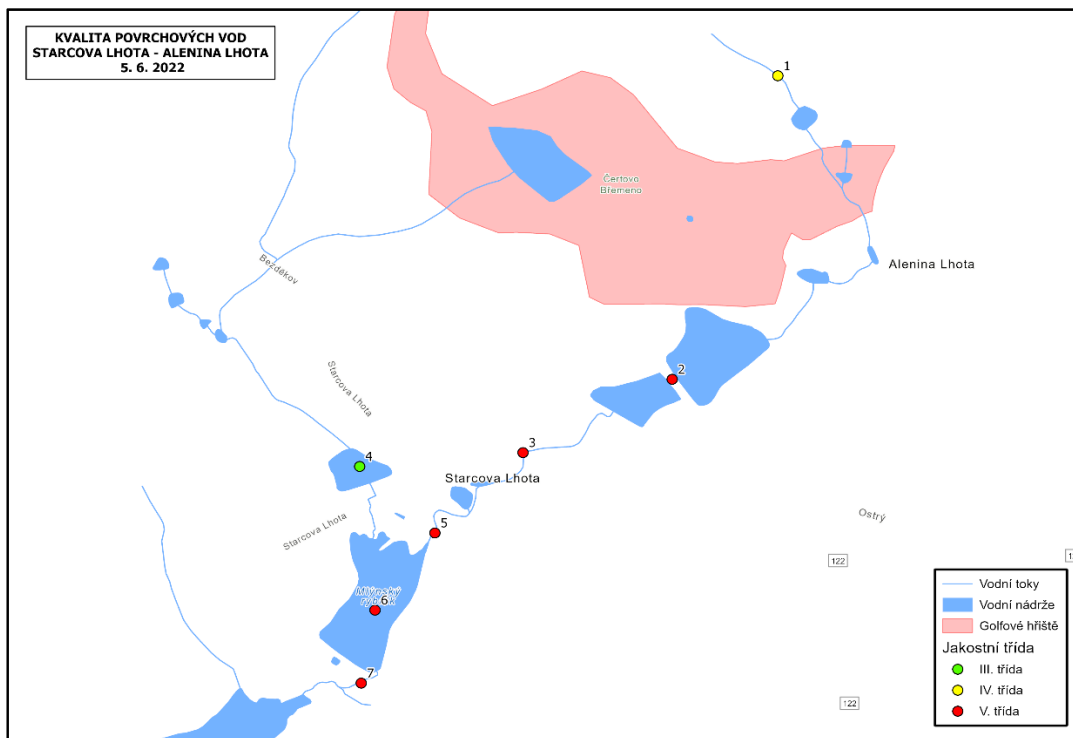 KVALITA POVRCHOVÝCH VOD
STARCOVA LHOTA - ALENINA LHOTA
5. 6. 2022
1
Čertovo
Břemeno
Bezděkov
Alenina Lhota
2
Starcova Lhota
3
4
Starcova Lhota
Starcova Lhota
5
Ostrý
122
Mlýnský
rybník
6
7
122
Vodní toky
Vodní nádrže
Golfové hřiště
Jakostní třída
III. třída
IV. třída
V. třída